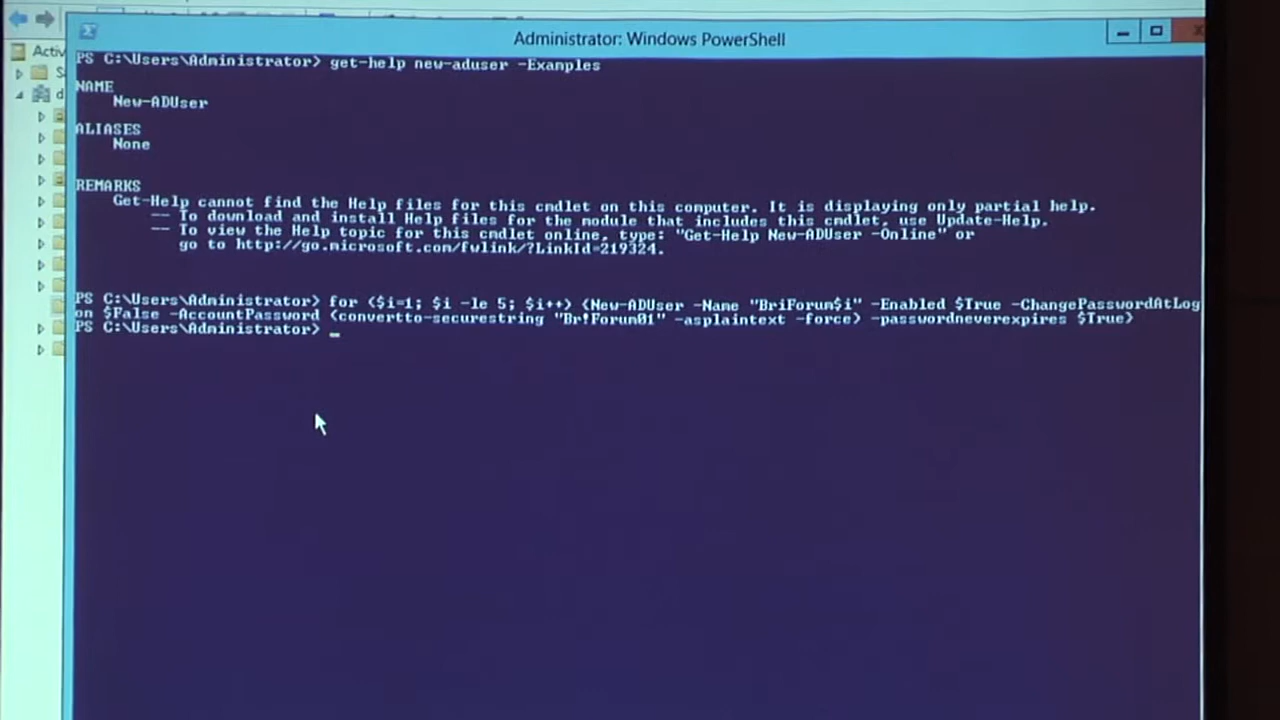 Administrator: Windows PowerShell
Activ
S
d
PS C:\Users\Administrator> get-help new-aduser -Examples
NAME
New-ADUser
ALIASES
None
REMARKS
Get-Help cannot find the Help files for this cmdlet on this computer. It is displaying only partial help.
-- To download and install Help files for the module that includes this cmdlet, use Update-Help.
-- To view the Help topic for this cmdlet online, type: "Get-Help New-ADUser -Online" or
go to http://go.microsoft.com/fwlink/?LinkId=219324.
PS C:\Users\Administrator> for ($i=1; $i -le 5; $i++) {New-ADUser -Name "BriForum$i" -Enabled $True -ChangePasswordAtLog
on $False -AccountPassword (convertto-securestring "Br!Forum01" -asplaintext -force) -passwordneverexpires $True}
PS C:\Users\Administrator> _